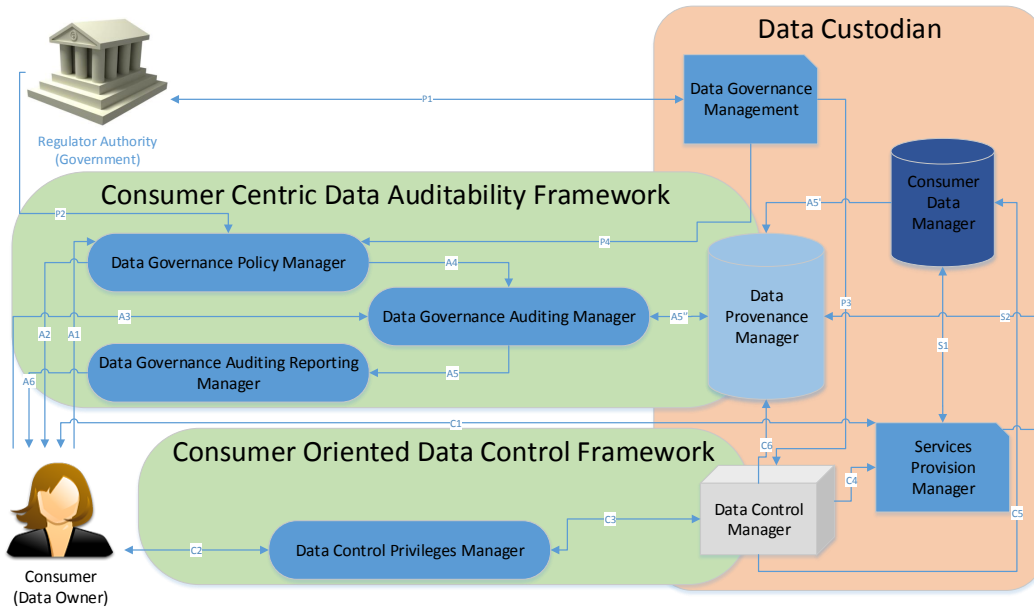 Data Custodian
Data Governance
Management
P1
Regulator Authority
(Government)
Consumer Centric Data Auditability Framework
Consumer
Data
Manager
A5'
P2
P4
Data Governance Policy Manager
A4
Data
Provenance
Manager
P3
A3
A2
A1
Data Governance Auditing Manager
A5''
S2
S1
Data Governance Auditing Reporting
Manager
A5
A6
C1
Consumer Oriented Data Control Framework
C6
Services
Provision
Manager
C4
C5
C3
Data Control
Manager
C2
Data Control Privileges Manager
Consumer
(Data Owner)